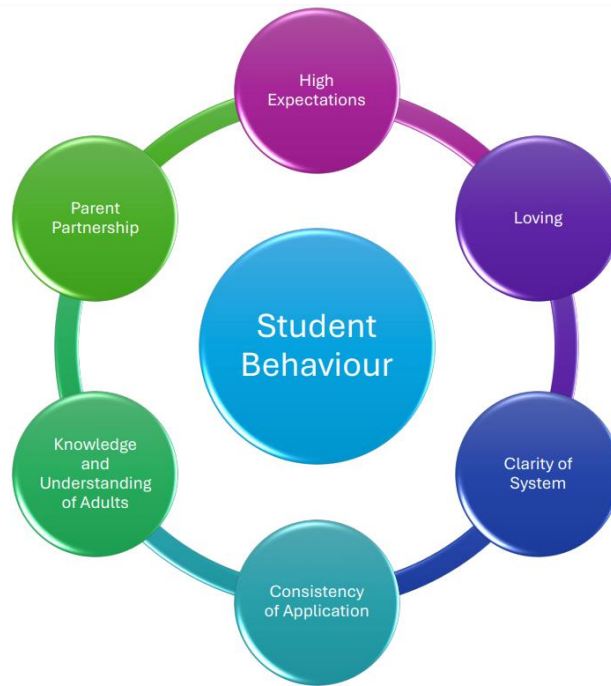 High
Expectations
Loving
Clarity of
System
Consistency
of Application
Knowledge
and
Understanding
of Adults
Parent
Partnership
Student
Behaviour